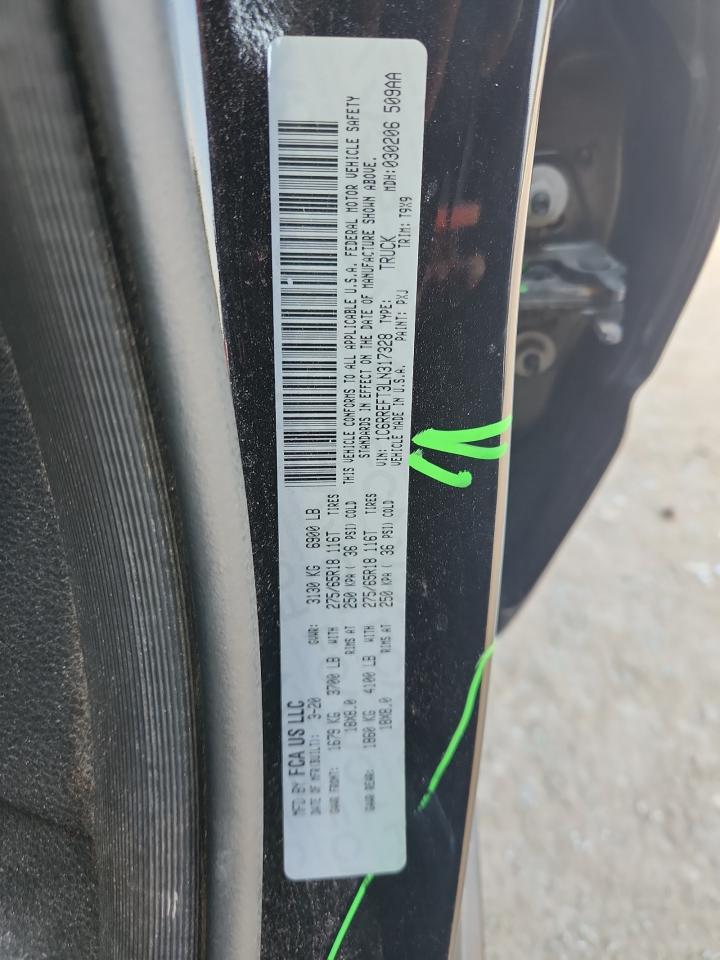 MFD BY FCA US LLC
DATE OF MFR(BUILT): 3-20 GVWR: 3130 KG 6900 LB
GAWR FRONT: 1679 KG 3700 LB WITH 275/65R18 116T TIRES
18X8.0 RIMS AT 250 KPA ( 36 PSI) COLD
GAWR REAR: 1860 KG 4100 LB WITH 275/65R18 116T TIRES
18X8.0 RIMS AT 250 KPA ( 36 PSI) COLD
THIS VEHICLE CONFORMS TO ALL APPLICABLE U.S.A. FEDERAL MOTOR VEHICLE SAFETY
STANDARDS IN EFFECT ON THE DATE OF MANUFACTURE SHOWN ABOVE.
VIN: 1C6RREFT3LN317328 TYPE: TRUCK MDH:030206 509AA
VEHICLE MADE IN U.S.A. PAINT: PXJ TRIM: T9X9